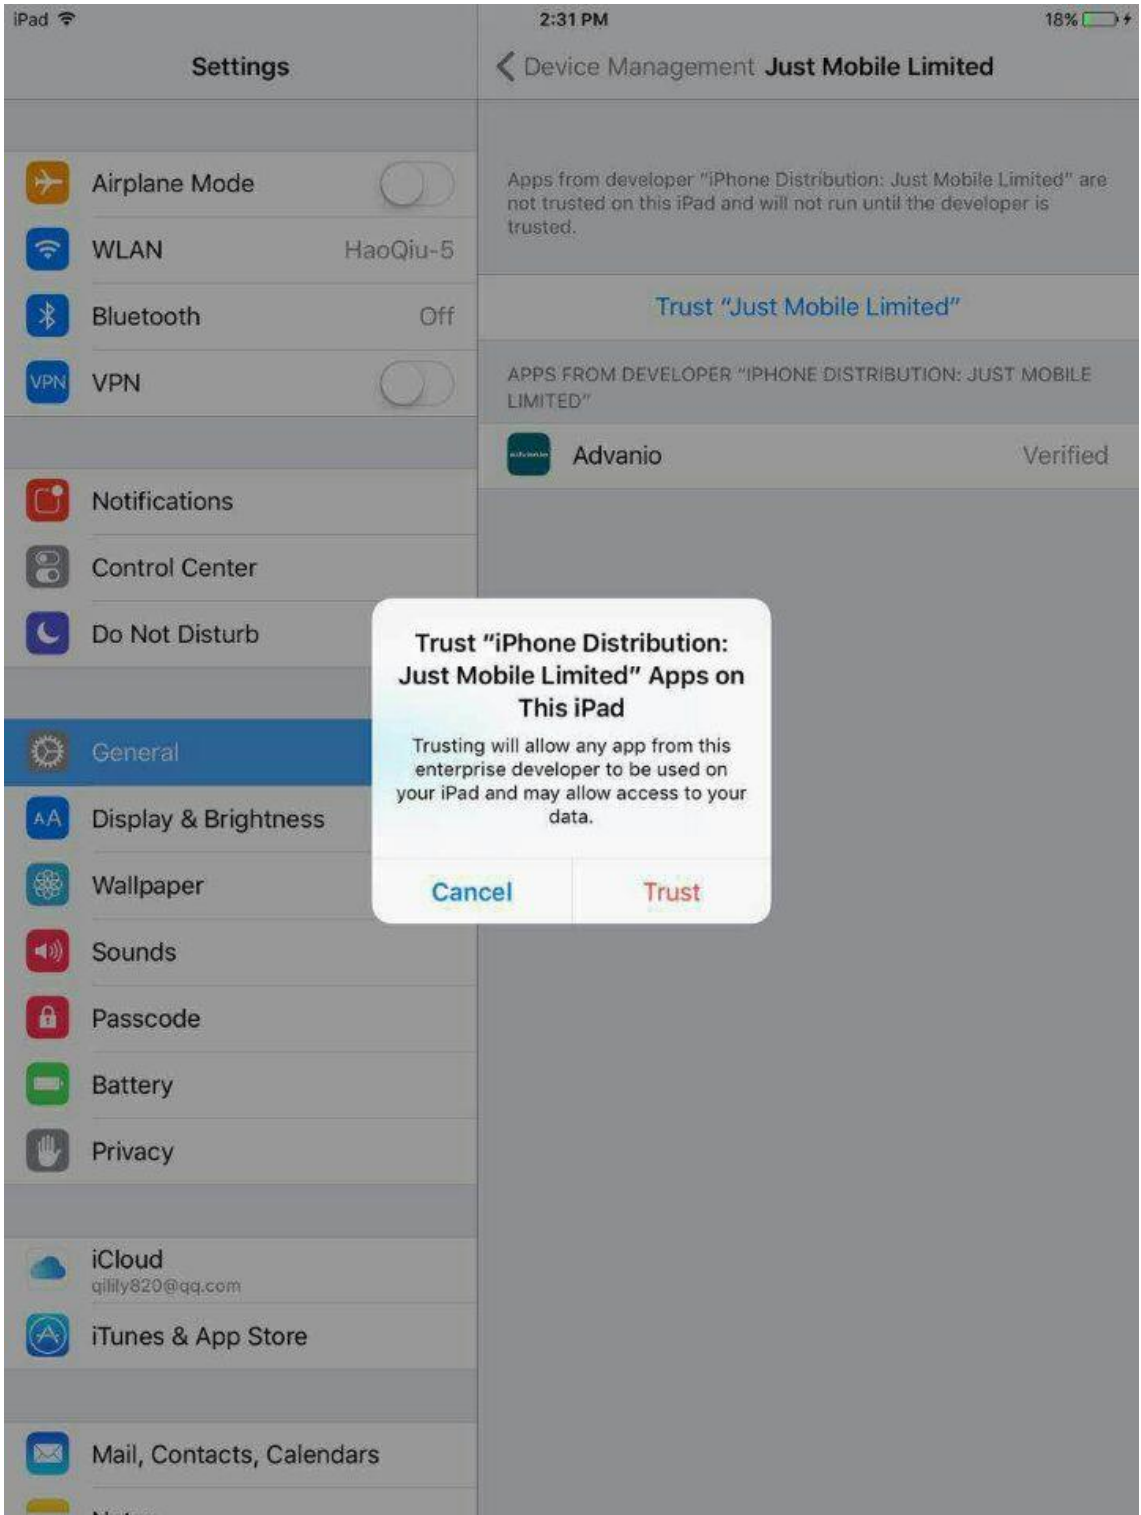 iPad
2:31 PM
18%
Settings
Device Management Just Mobile Limited
Airplane Mode
WLAN HaoQiu-5
Bluetooth Off
VPN VPN
Notifications
Control Center
Do Not Disturb
General
AA Display & Brightness
Wallpaper
Sounds
Passcode
Battery
Privacy
iCloud
qilily820@qq.com
iTunes & App Store
Mail, Contacts, Calendars
Apps from developer “iPhone Distribution: Just Mobile Limited” are
not trusted on this iPad and will not run until the developer is
trusted.
Trust “Just Mobile Limited”
APPS FROM DEVELOPER “IPHONE DISTRIBUTION: JUST MOBILE
LIMITED”
Advanio Verified
Trust “iPhone Distribution:
Just Mobile Limited” Apps on
This iPad
Trusting will allow any app from this
enterprise developer to be used on
your iPad and may allow access to your
data.
Cancel Trust